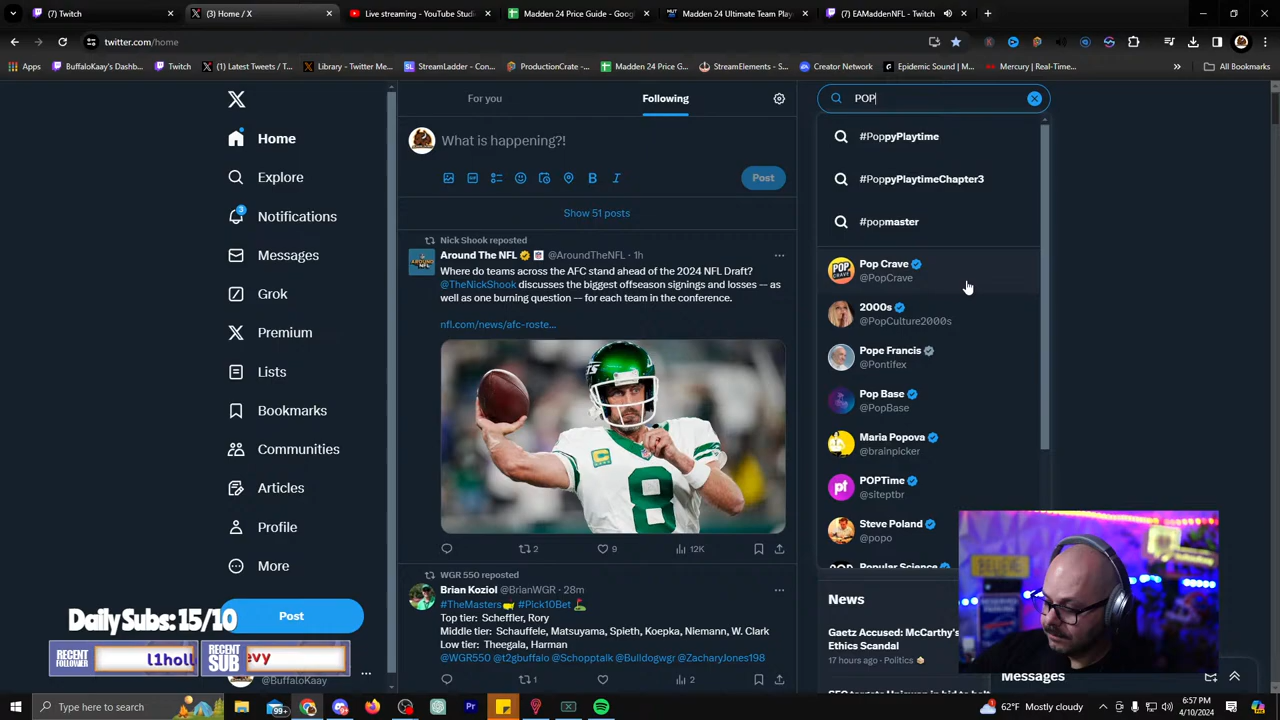 (7) Twitch
(3) Home / X
Live streaming - YouTube Studi
Madden 24 Price Guide - Goog
Madden 24 Ultimate Team Play
(7) EAMaddenNFL - Twitch
twitter.com/home
Apps
BuffaloKaay's Dashb...
Twitch
(1) Latest Tweets / T...
Library - Twitter Me...
StreamLadder - Con...
ProductionCrate - ...
Madden 24 Price G...
StreamElements - S...
Creator Network
Epidemic Sound | M...
Mercury | Real-Time...
All Bookmarks
Home
Explore
Notifications
3
Messages
Grok
Premium
Lists
Bookmarks
Communities
Articles
Profile
More
Post
@BuffaloKaay
Daily Subs: 15/10
RECENT FOLLOWER
l1holl
RECENT SUB
evy
For you
Following
What is happening?!
Post
Show 51 posts
Nick Shook reposted
Around The NFL @AroundTheNFL · 1h
Where do teams across the AFC stand ahead of the 2024 NFL Draft?
@TheNickShook discusses the biggest offseason signings and losses -- as
well as one burning question -- for each team in the conference.
nfl.com/news/afc-roste...
8
2
9
12K
WGR 550 reposted
Brian Koziol @BrianWGR · 28m
#TheMasters #Pick10Bet
Top tier: Scheffler, Rory
Middle tier: Schauffele, Matsuyama, Spieth, Koepka, Niemann, W. Clark
Low tier: Theegala, Harman
@WGR550 @t2gbuffalo @Schopptalk @Bulldogwgr @ZacharyJones198
1
2
POP
#PoppyPlaytime
#PoppyPlaytimeChapter3
#popmaster
Pop Crave
@PopCrave
2000s
@PopCulture2000s
Pope Francis
@Pontifex
Pop Base
@PopBase
Maria Popova
@brainpicker
POPTime
@siteptbr
Steve Poland
@popo
Popular Science
News
Gaetz Accused: McCarthy's
Ethics Scandal
17 hours ago · Politics
BELIEVE
Messages
Type here to search
99+
62°F Mostly cloudy
6:57 PM
4/10/2024